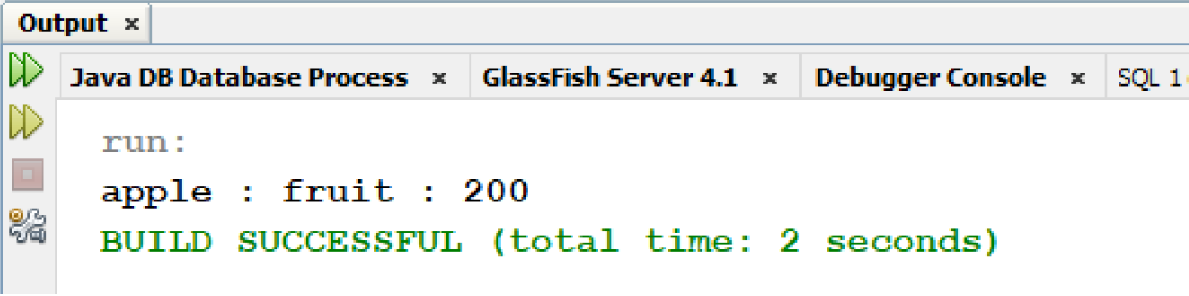 Output ×
Java DB Database Process × GlassFish Server 4.1 × Debugger Console × SQL 1
run:
apple : fruit : 200
BUILD SUCCESSFUL (total time: 2 seconds)